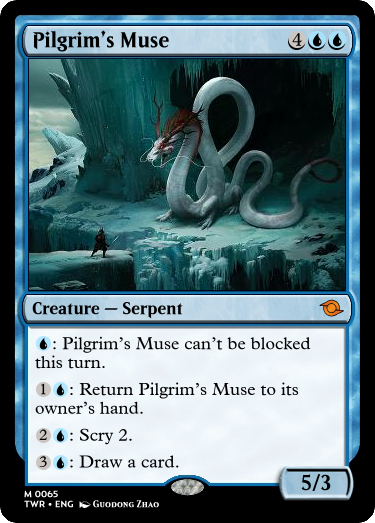 Pilgrim's Muse 4
Creature — Serpent
: Pilgrim's Muse can't be blocked
this turn.
1 : Return Pilgrim's Muse to its
owner's hand.
2 : Scry 2.
3 : Draw a card.
5/3
M 0065
TWR • ENG Guodong Zhao